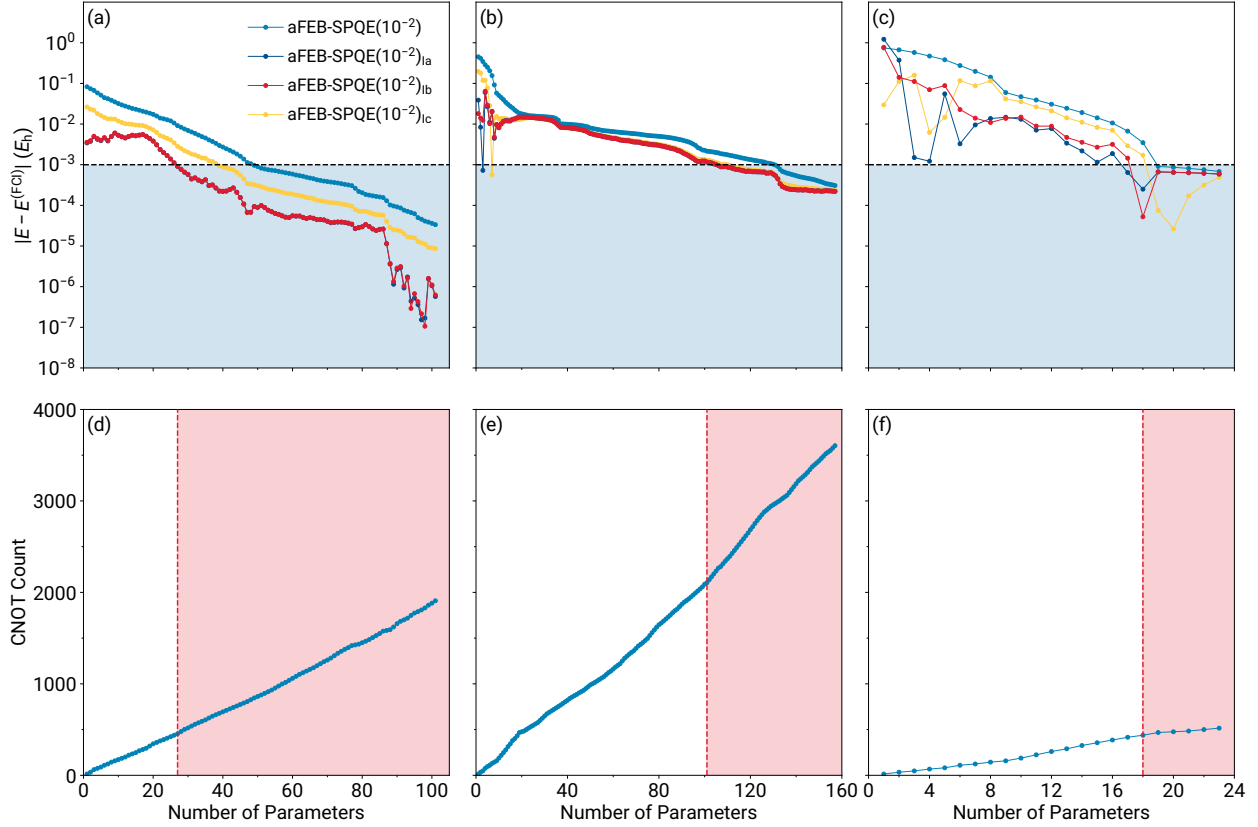 (a)
aFEB-SPQE(10⁻²)
aFEB-SPQE(10⁻²)Ia
aFEB-SPQE(10⁻²)Ib
aFEB-SPQE(10⁻²)Ic
(b)
(c)
10⁰
10⁻¹
10⁻²
10⁻³
10⁻⁴
10⁻⁵
10⁻⁶
10⁻⁷
10⁻⁸
|E − E^(FCI)| (E_h)
(d)
(e)
(f)
4000
3000
2000
1000
0
CNOT Count
0 20 40 60 80 100
0 40 80 120 160
0 4 8 12 16 20 24
Number of Parameters
Number of Parameters
Number of Parameters